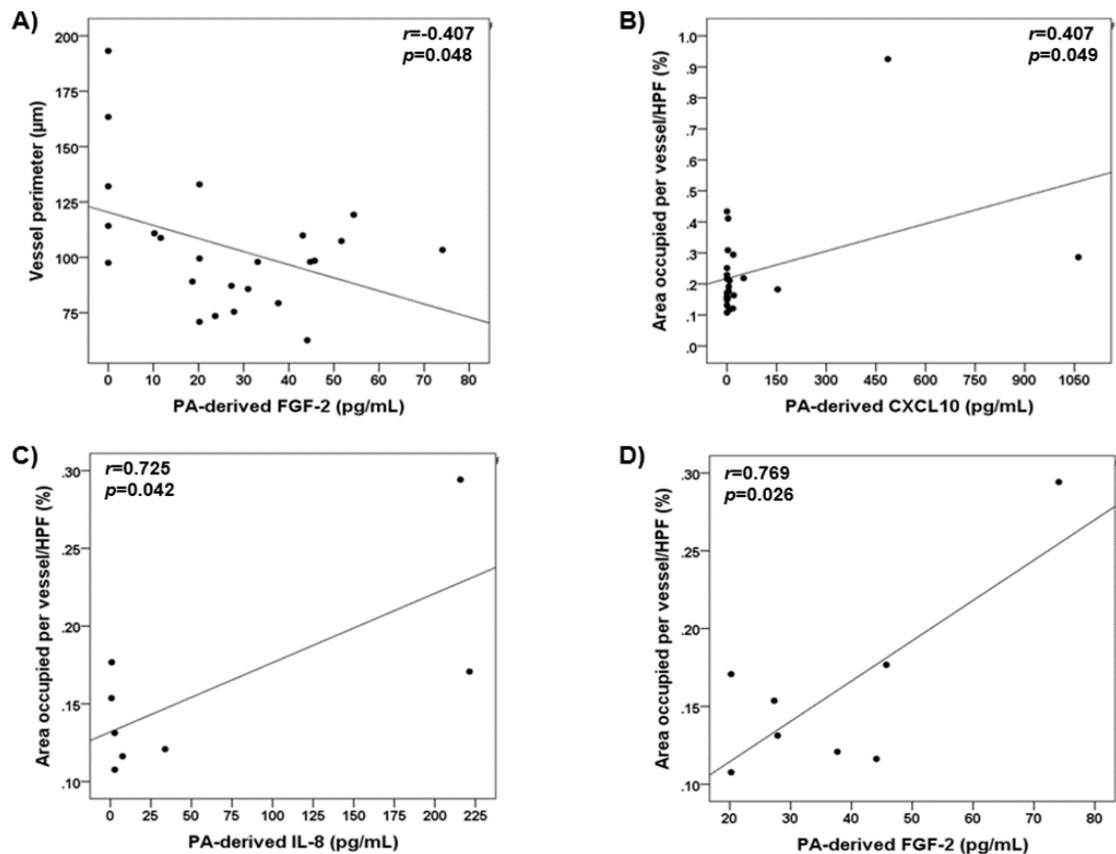 A)
r=-0.407
p=0.048
Vessel perimeter (µm)
200
175
150
125
100
75
0 10 20 30 40 50 60 70 80
PA-derived FGF-2 (pg/mL)
B)
r=0.407
p=0.049
Area occupied per vessel/HPF (%)
1.0
.9
.8
.7
.6
.5
.4
.3
.2
.1
.0
0 150 300 450 600 750 900 1050
PA-derived CXCL10 (pg/mL)
C)
r=0.725
p=0.042
Area occupied per vessel/HPF (%)
.30
.25
.20
.15
.10
0 25 50 75 100 125 150 175 200 225
PA-derived IL-8 (pg/mL)
D)
r=0.769
p=0.026
Area occupied per vessel/HPF (%)
.30
.25
.20
.15
.10
20 30 40 50 60 70 80
PA-derived FGF-2 (pg/mL)